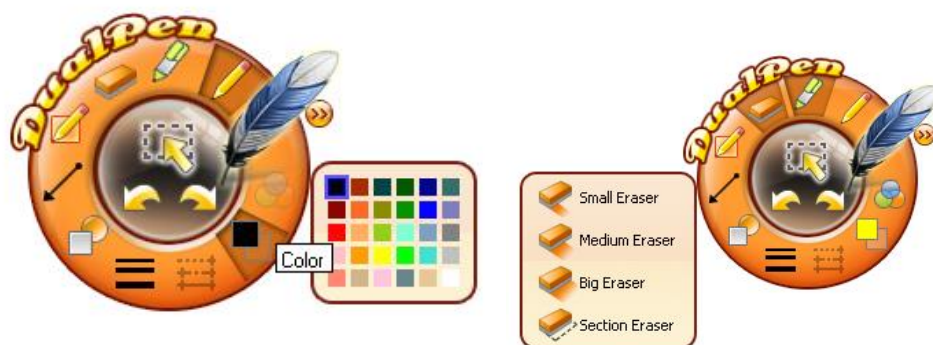 DualPen
Color
DualPen
Small Eraser
Medium Eraser
Big Eraser
Section Eraser